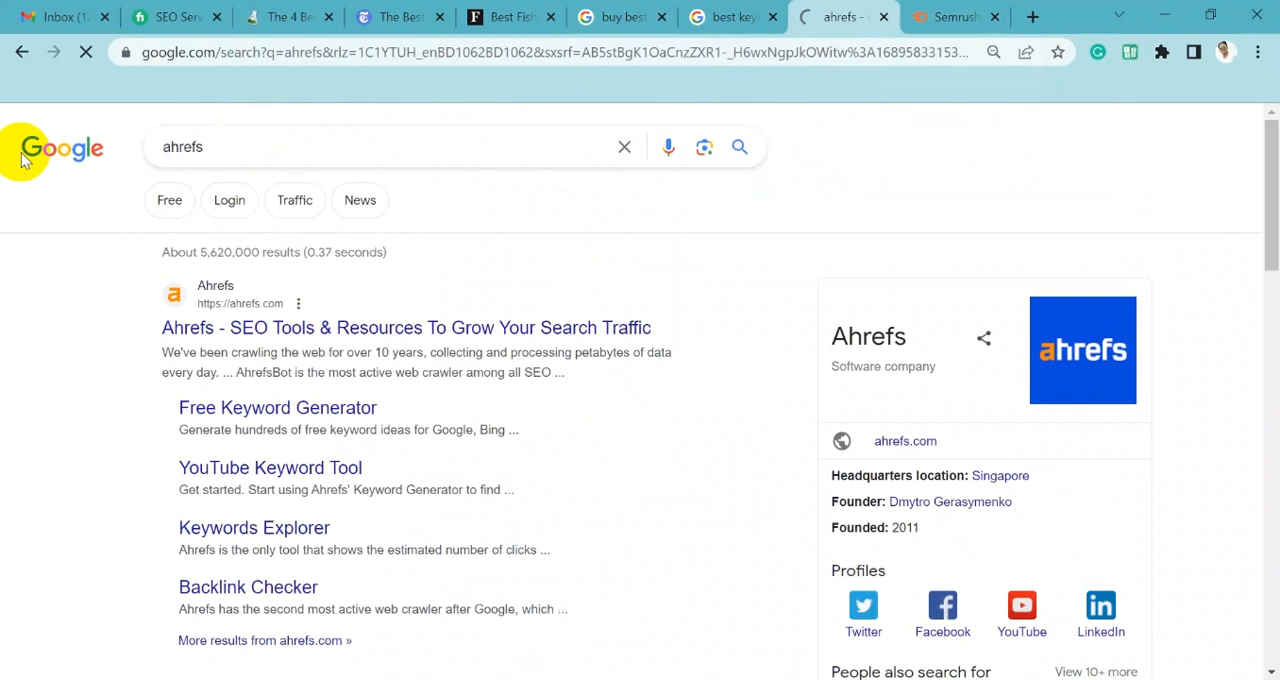 Inbox (12
SEO Serv
The 4 Be
The Best
Best Fish
buy best
best key
ahrefs -
Semrush
google.com/search?q=ahrefs&rlz=1C1YTUH_enBD1062BD1062&sxsrf=AB5stBgK1OaCnzZXR1-_H6wxNgpJkOWitw%3A16895833153...
Google
ahrefs
Free
Login
Traffic
News
About 5,620,000 results (0.37 seconds)
a
Ahrefs
https://ahrefs.com
Ahrefs - SEO Tools & Resources To Grow Your Search Traffic
We've been crawling the web for over 10 years, collecting and processing petabytes of data
every day. ... AhrefsBot is the most active web crawler among all SEO ...
Free Keyword Generator
Generate hundreds of free keyword ideas for Google, Bing ...
YouTube Keyword Tool
Get started. Start using Ahrefs' Keyword Generator to find ...
Keywords Explorer
Ahrefs is the only tool that shows the estimated number of clicks ...
Backlink Checker
Ahrefs has the second most active web crawler after Google, which ...
More results from ahrefs.com »
Ahrefs
Software company
ahrefs
ahrefs.com
Headquarters location: Singapore
Founder: Dmytro Gerasymenko
Founded: 2011
Profiles
Twitter
Facebook
YouTube
LinkedIn
People also search for
View 10+ more